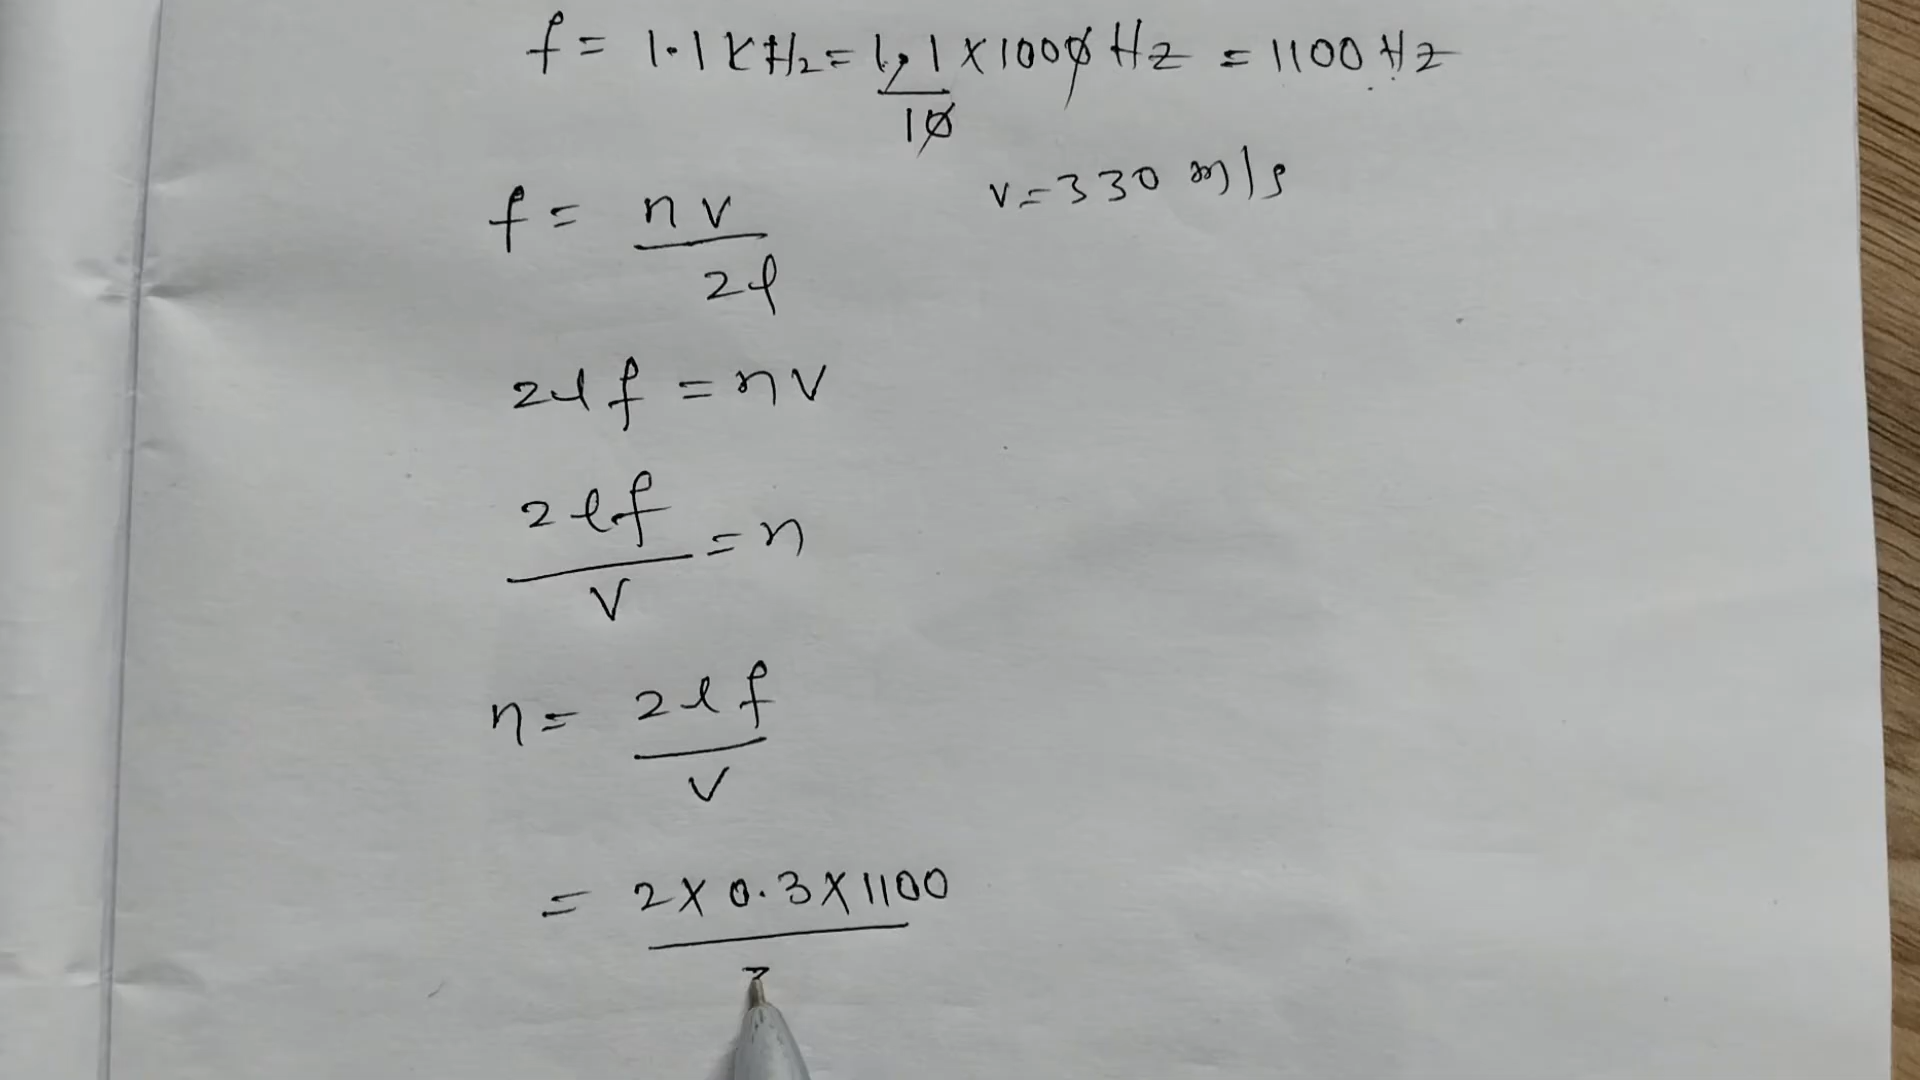 f = 1.1 KHz = 1.1 × 1000 Hz = 1100 Hz
10
v = 330 m/s
f = nv
2l
2lf = nv
2lf = n
v
n = 2lf
v
= 2 × 0.3 × 1100